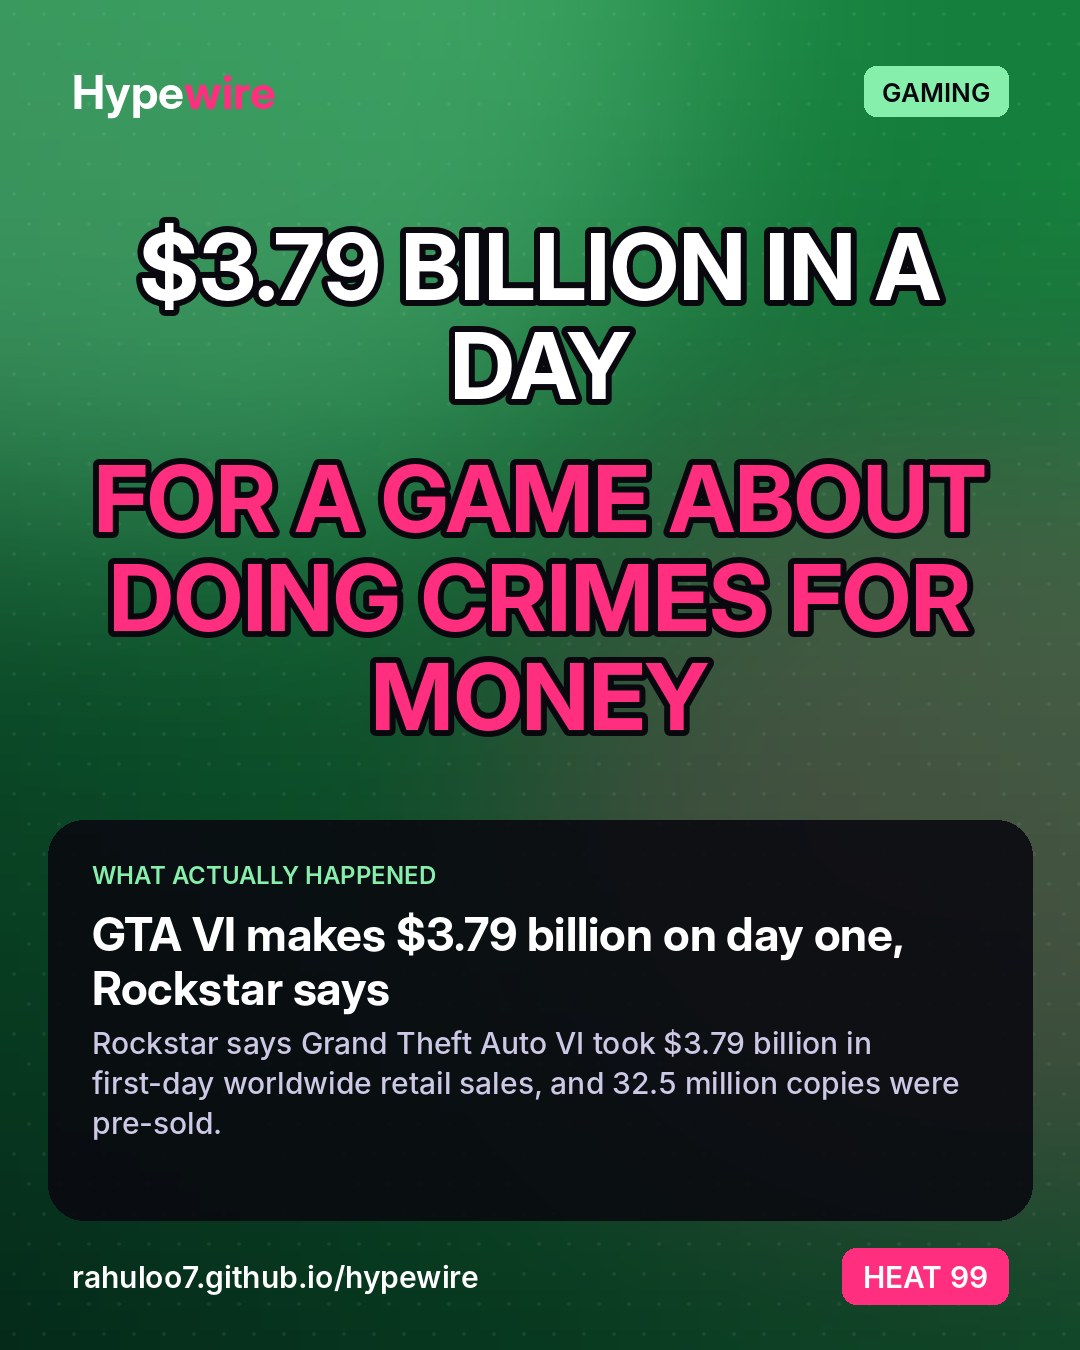 Hypewire
GAMING
$3.79 BILLION IN A
DAY
FOR A GAME ABOUT
DOING CRIMES FOR
MONEY
WHAT ACTUALLY HAPPENED
GTA VI makes $3.79 billion on day one,
Rockstar says
Rockstar says Grand Theft Auto VI took $3.79 billion in
first-day worldwide retail sales, and 32.5 million copies were
pre-sold.
rahuloo7.github.io/hypewire
HEAT 99